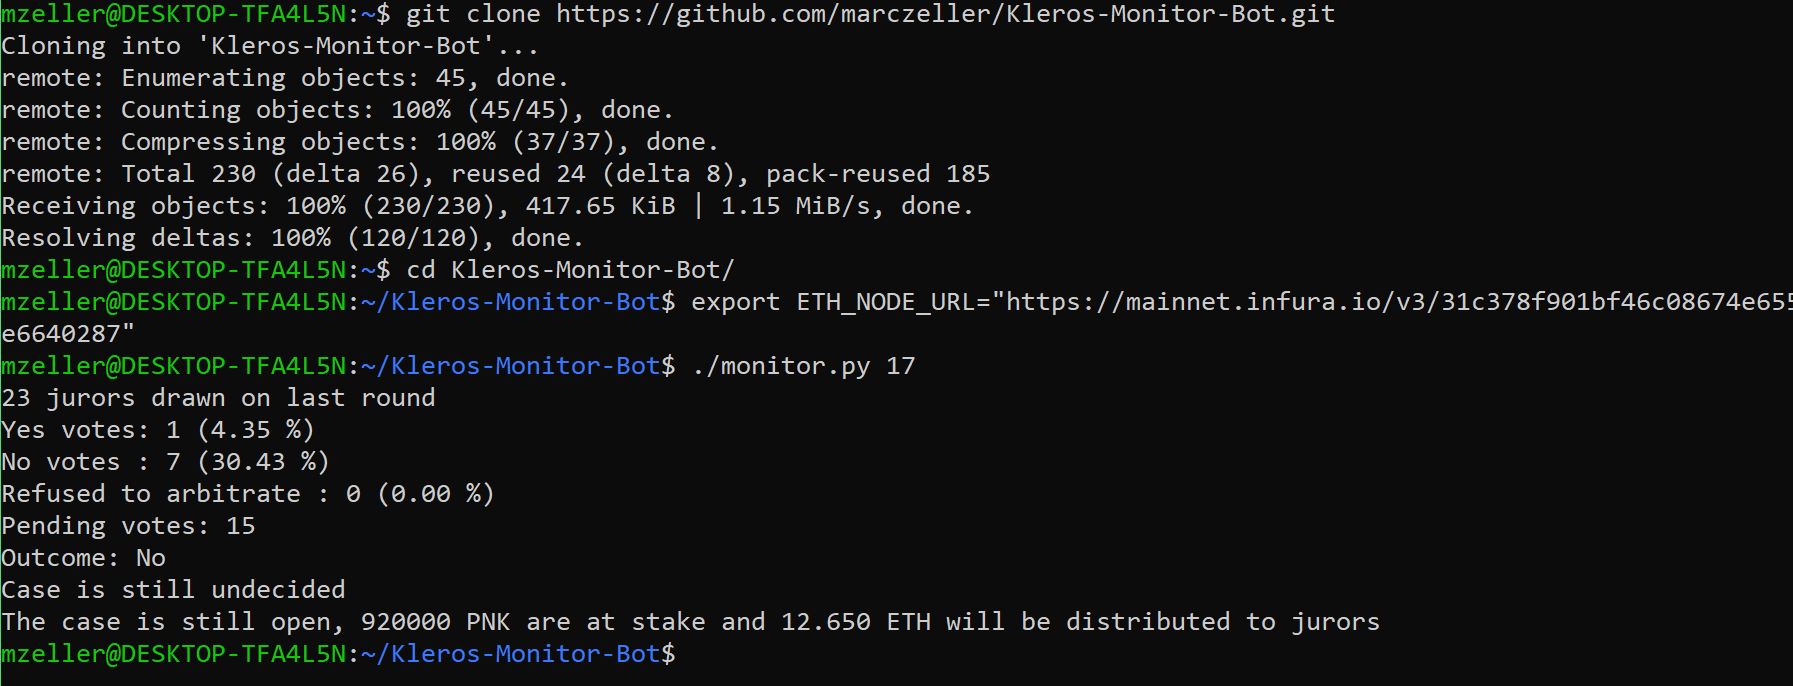 mzeller@DESKTOP-TFA4L5N:~$ git clone https://github.com/marczeller/Kleros-Monitor-Bot.git
Cloning into 'Kleros-Monitor-Bot'...
remote: Enumerating objects: 45, done.
remote: Counting objects: 100% (45/45), done.
remote: Compressing objects: 100% (37/37), done.
remote: Total 230 (delta 26), reused 24 (delta 8), pack-reused 185
Receiving objects: 100% (230/230), 417.65 KiB | 1.15 MiB/s, done.
Resolving deltas: 100% (120/120), done.
mzeller@DESKTOP-TFA4L5N:~$ cd Kleros-Monitor-Bot/
mzeller@DESKTOP-TFA4L5N:~/Kleros-Monitor-Bot$ export ETH_NODE_URL="https://mainnet.infura.io/v3/31c378f901bf46c08674e655
e6640287"
mzeller@DESKTOP-TFA4L5N:~/Kleros-Monitor-Bot$ ./monitor.py 17
23 jurors drawn on last round
Yes votes: 1 (4.35 %)
No votes : 7 (30.43 %)
Refused to arbitrate : 0 (0.00 %)
Pending votes: 15
Outcome: No
Case is still undecided
The case is still open, 920000 PNK are at stake and 12.650 ETH will be distributed to jurors
mzeller@DESKTOP-TFA4L5N:~/Kleros-Monitor-Bot$